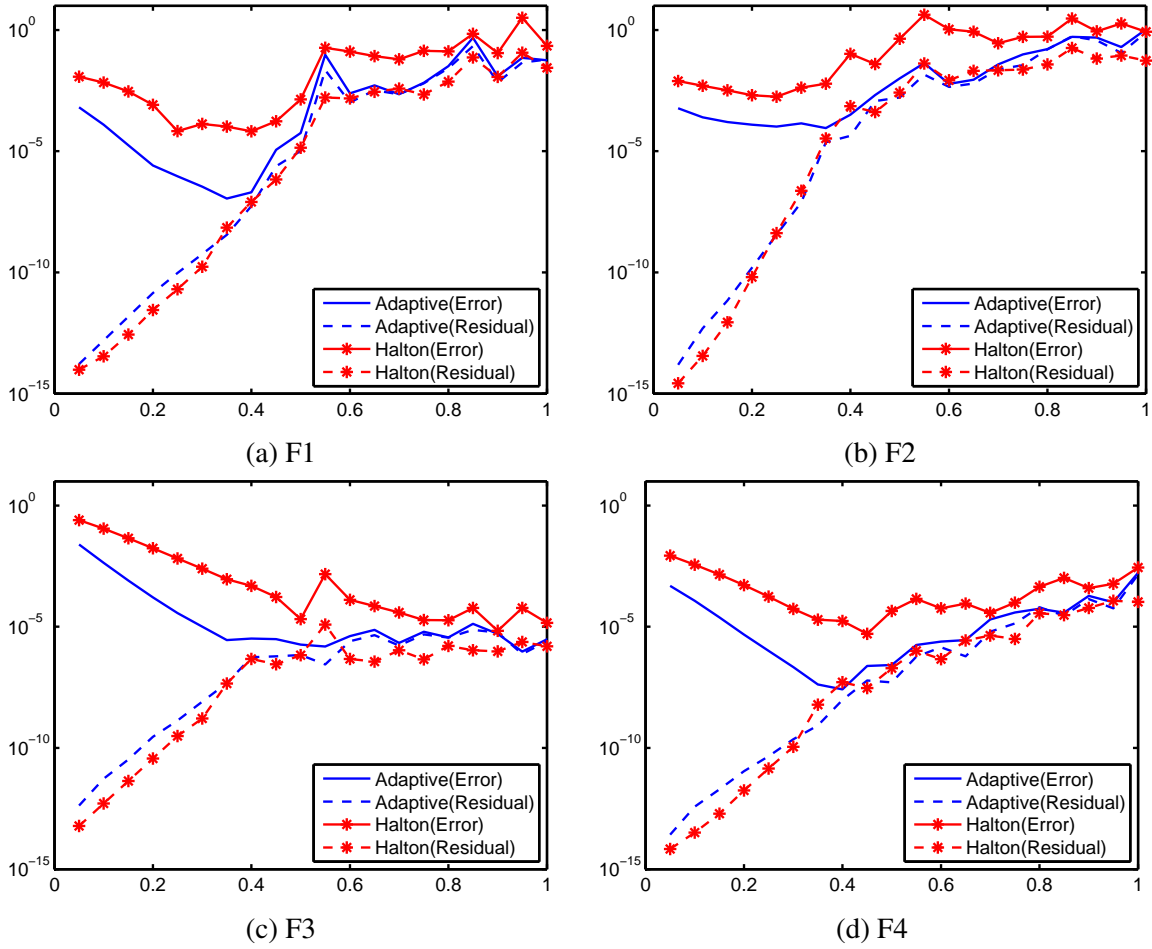 10^0
10^-5
10^-10
10^-15
0 0.2 0.4 0.6 0.8 1
Adaptive(Error)
Adaptive(Residual)
Halton(Error)
Halton(Residual)
(a) F1
10^0
10^-5
10^-10
10^-15
0 0.2 0.4 0.6 0.8 1
Adaptive(Error)
Adaptive(Residual)
Halton(Error)
Halton(Residual)
(b) F2
10^0
10^-5
10^-10
10^-15
0 0.2 0.4 0.6 0.8 1
Adaptive(Error)
Adaptive(Residual)
Halton(Error)
Halton(Residual)
(c) F3
10^0
10^-5
10^-10
10^-15
0 0.2 0.4 0.6 0.8 1
Adaptive(Error)
Adaptive(Residual)
Halton(Error)
Halton(Residual)
(d) F4